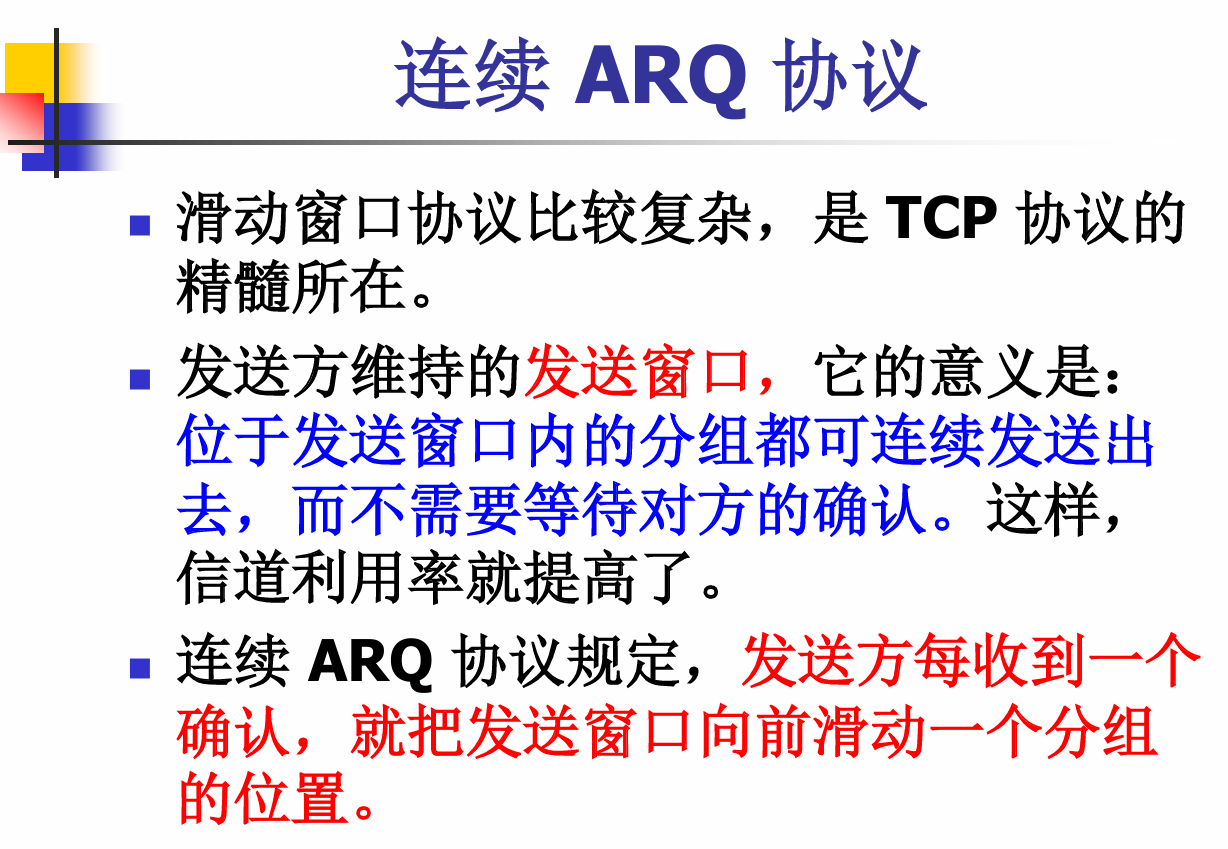 连续 ARQ 协议
滑动窗口协议比较复杂，是 TCP 协议的
精髓所在。
发送方维持的发送窗口，它的意义是：
位于发送窗口内的分组都可连续发送出
去，而不需要等待对方的确认。这样，
信道利用率就提高了。
连续 ARQ 协议规定，发送方每收到一个
确认，就把发送窗口向前滑动一个分组
的位置。